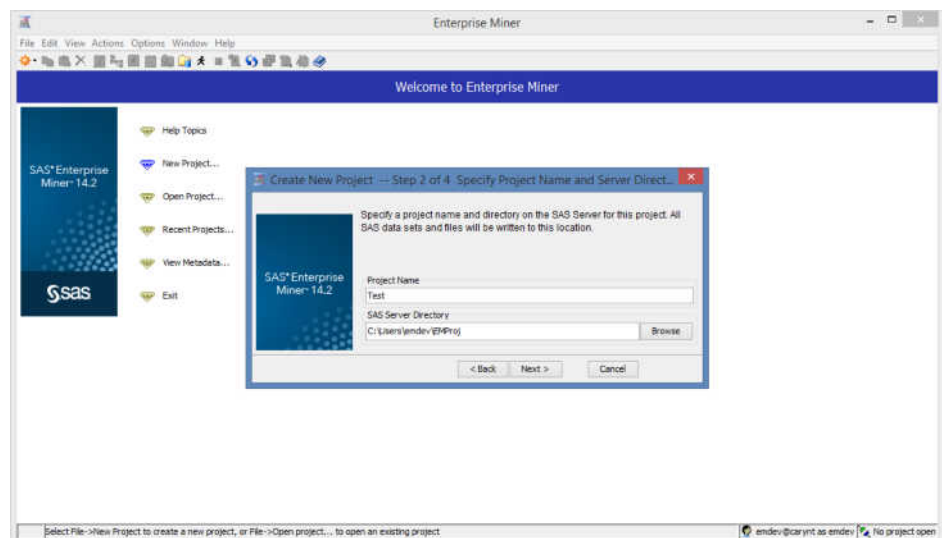 Enterprise Miner
File Edit View Actions Options Window Help
Welcome to Enterprise Miner
SAS® Enterprise
Miner™ 14.2
sas
Help Topics
New Project...
Open Project...
Recent Projects...
View Metadata...
Exit
Create New Project -- Step 2 of 4 Specify Project Name and Server Direct...
SAS® Enterprise
Miner™ 14.2
Specify a project name and directory on the SAS Server for this project. All
SAS data sets and files will be written to this location.
Project Name
Test
SAS Server Directory
C:\Users\emdev\EMProj
Browse
< Back
Next >
Cancel
Select File->New Project to create a new project, or File->Open project... to open an existing project
emdev@carynt as emdev
No project open